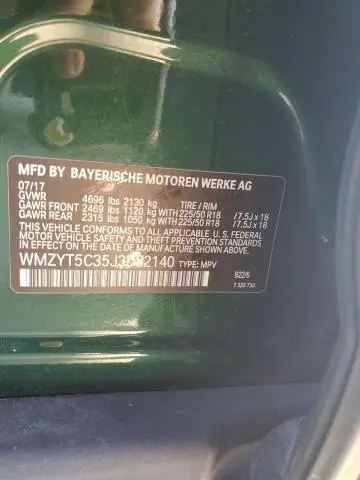 MFD BY BAYERISCHE MOTOREN WERKE AG
07/17
GVWR 4696 lbs 2130 kg TIRE / RIM
GAWR FRONT 2469 lbs 1120 kg WITH 225/50 R18 /7.5J x 18
GAWR REAR 2315 lbs 1050 kg WITH 225/50 R18 /7.5J x 18
THIS VEHICLE CONFORMS TO ALL APPLICABLE U.S. FEDERAL
MOTOR VEHICLE SAFETY, BUMPER, AND THEFT PREVENTION
STANDARDS IN EFFECT ON THE DATE OF MANUFACTURE
SHOWN ABOVE.
TYPE: MPV
B22/6
7 320 730